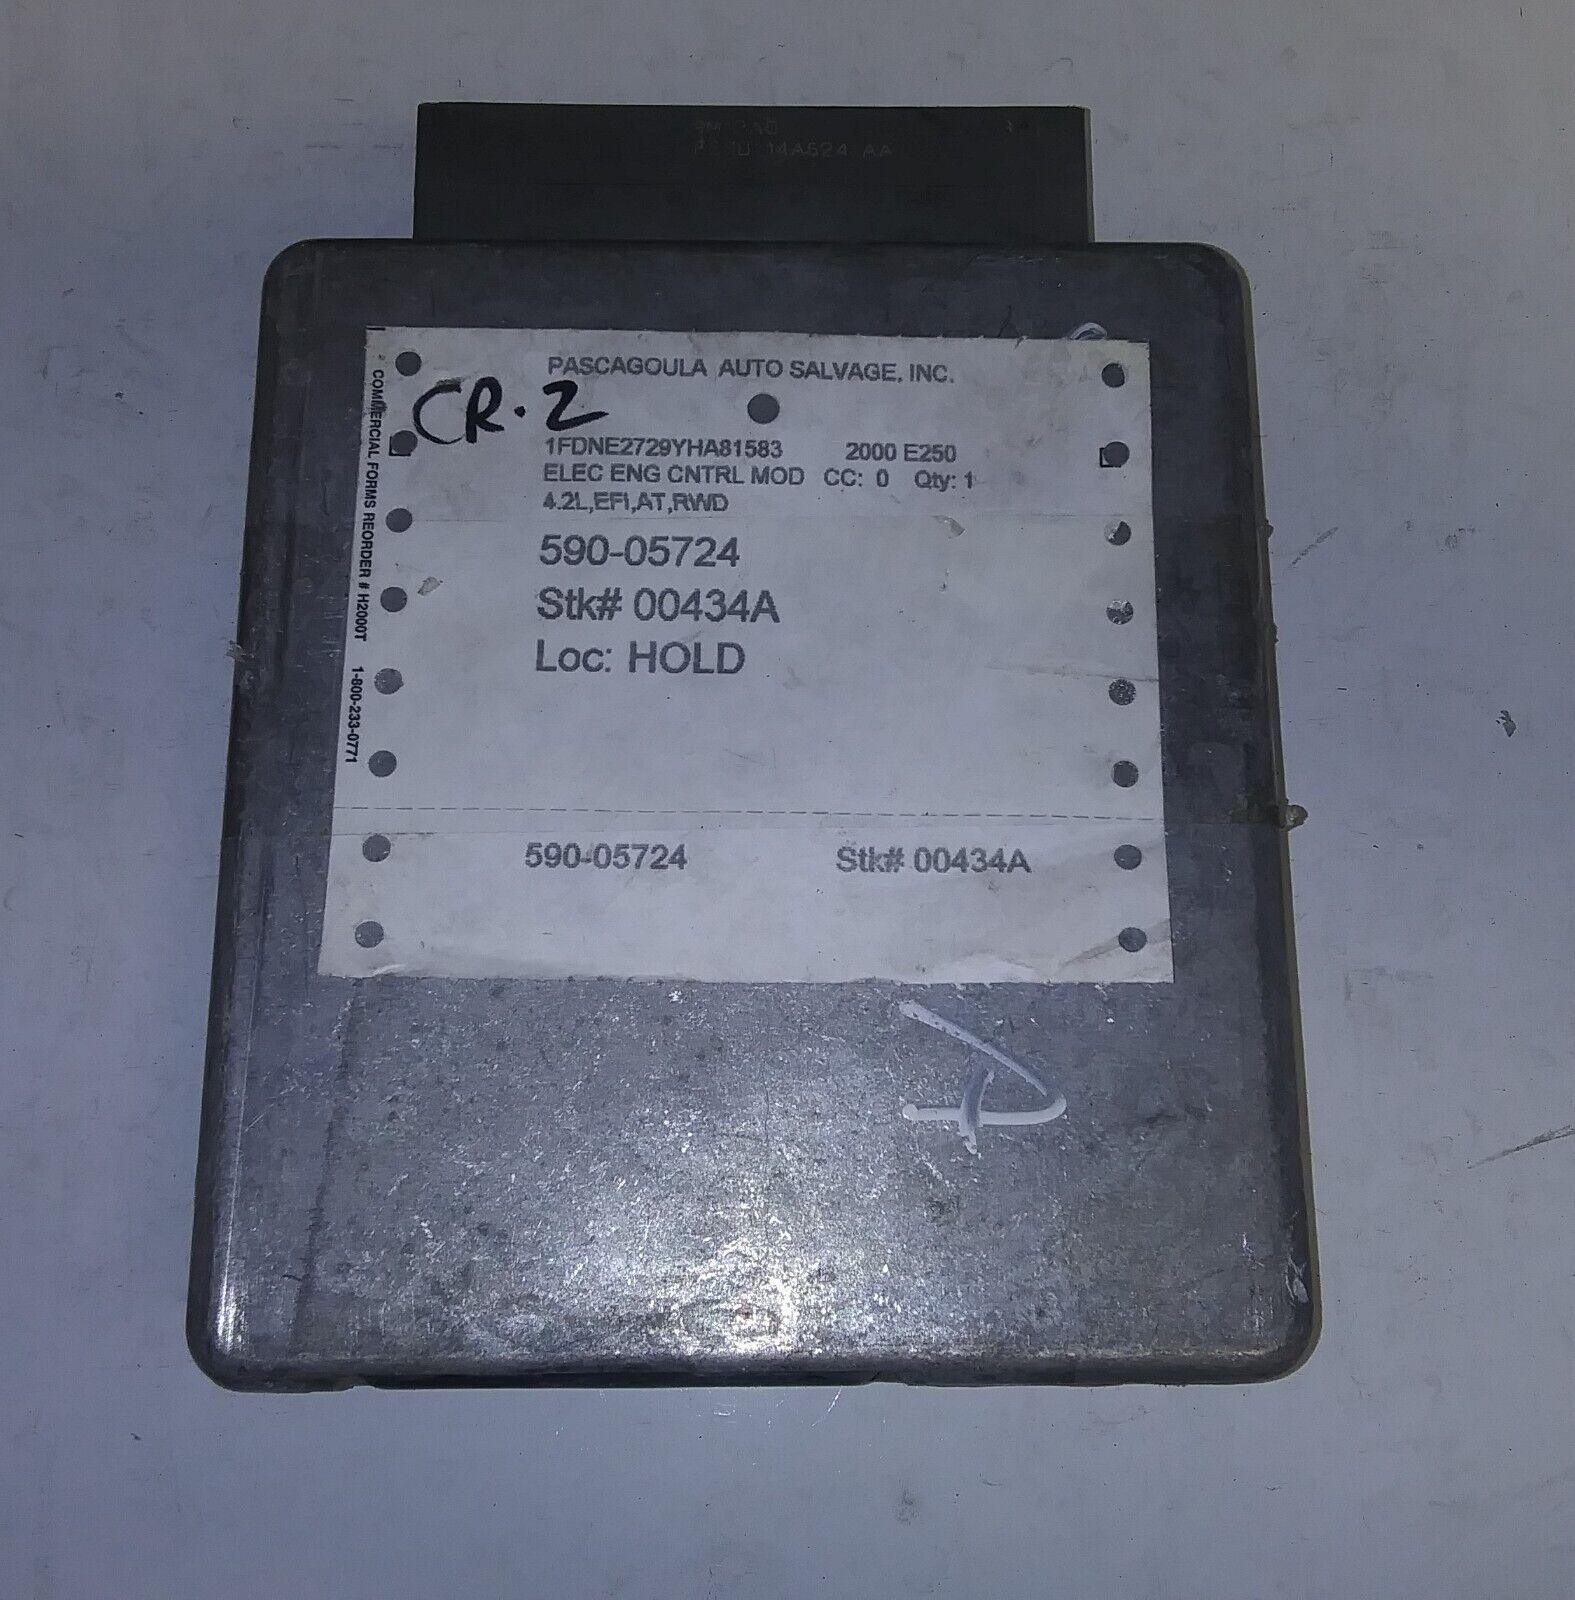 14A624 AA
PASCAGOULA AUTO SALVAGE, INC.
CR.2
1FDNE2729YHA81583 2000 E250
ELEC ENG CNTRL MOD CC: 0 Qty: 1
4.2L,EFI,AT,RWD
590-05724
Stk# 00434A
Loc: HOLD
590-05724 Stk# 00434A
COMMERCIAL FORMS REORDER # H2000T 1-800-233-0771